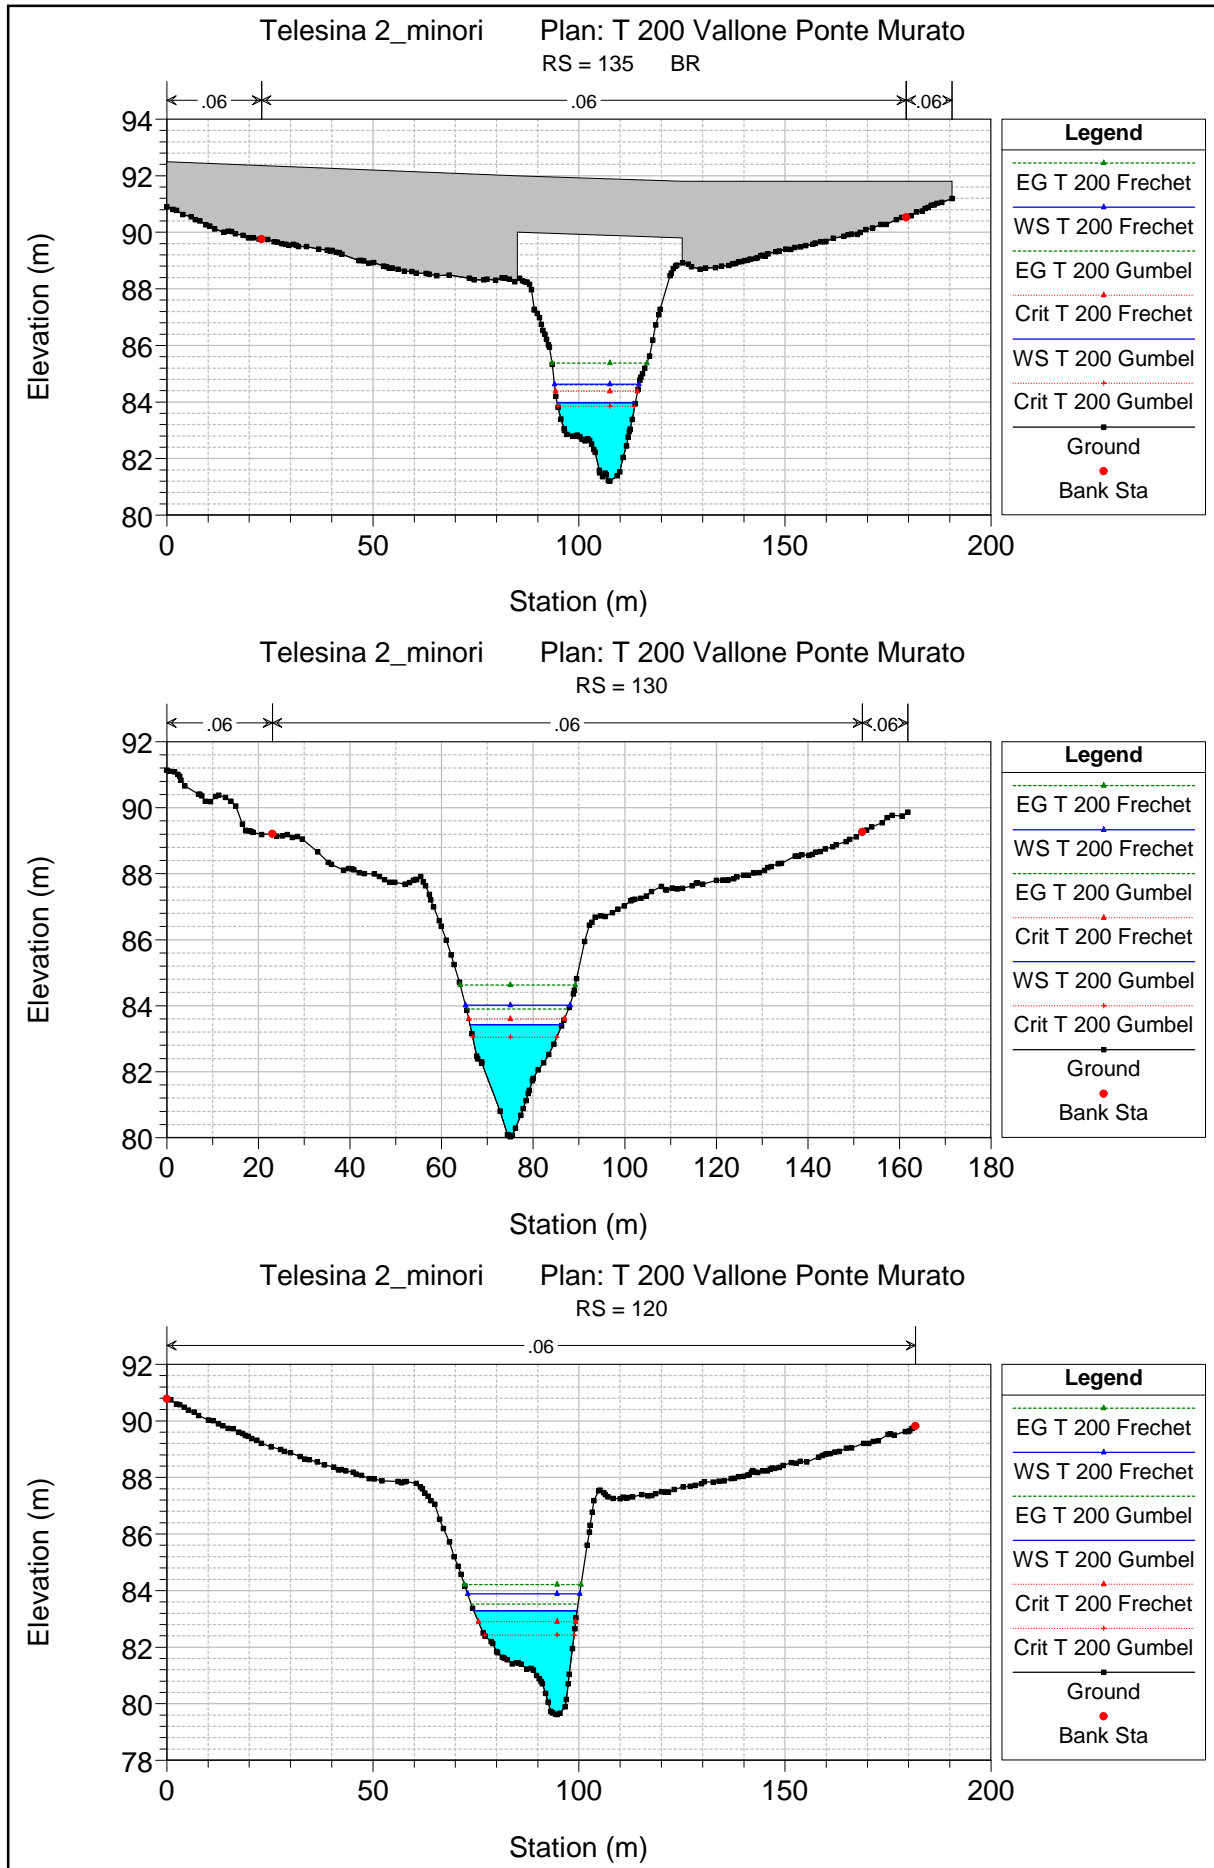 Telesina 2_minori Plan: T 200 Vallone Ponte Murato
RS = 135 BR
.06 .06 .06
94
92
90
88
86
84
82
80
Elevation (m)
0 50 100 150 200
Station (m)
Legend
EG T 200 Frechet
WS T 200 Frechet
EG T 200 Gumbel
Crit T 200 Frechet
WS T 200 Gumbel
Crit T 200 Gumbel
Ground
Bank Sta
Telesina 2_minori Plan: T 200 Vallone Ponte Murato
RS = 130
.06 .06 .06
92
90
88
86
84
82
80
Elevation (m)
0 20 40 60 80 100 120 140 160 180
Station (m)
Legend
EG T 200 Frechet
WS T 200 Frechet
EG T 200 Gumbel
Crit T 200 Frechet
WS T 200 Gumbel
Crit T 200 Gumbel
Ground
Bank Sta
Telesina 2_minori Plan: T 200 Vallone Ponte Murato
RS = 120
.06
92
90
88
86
84
82
80
78
Elevation (m)
0 50 100 150 200
Station (m)
Legend
EG T 200 Frechet
WS T 200 Frechet
EG T 200 Gumbel
WS T 200 Gumbel
Crit T 200 Frechet
Crit T 200 Gumbel
Ground
Bank Sta